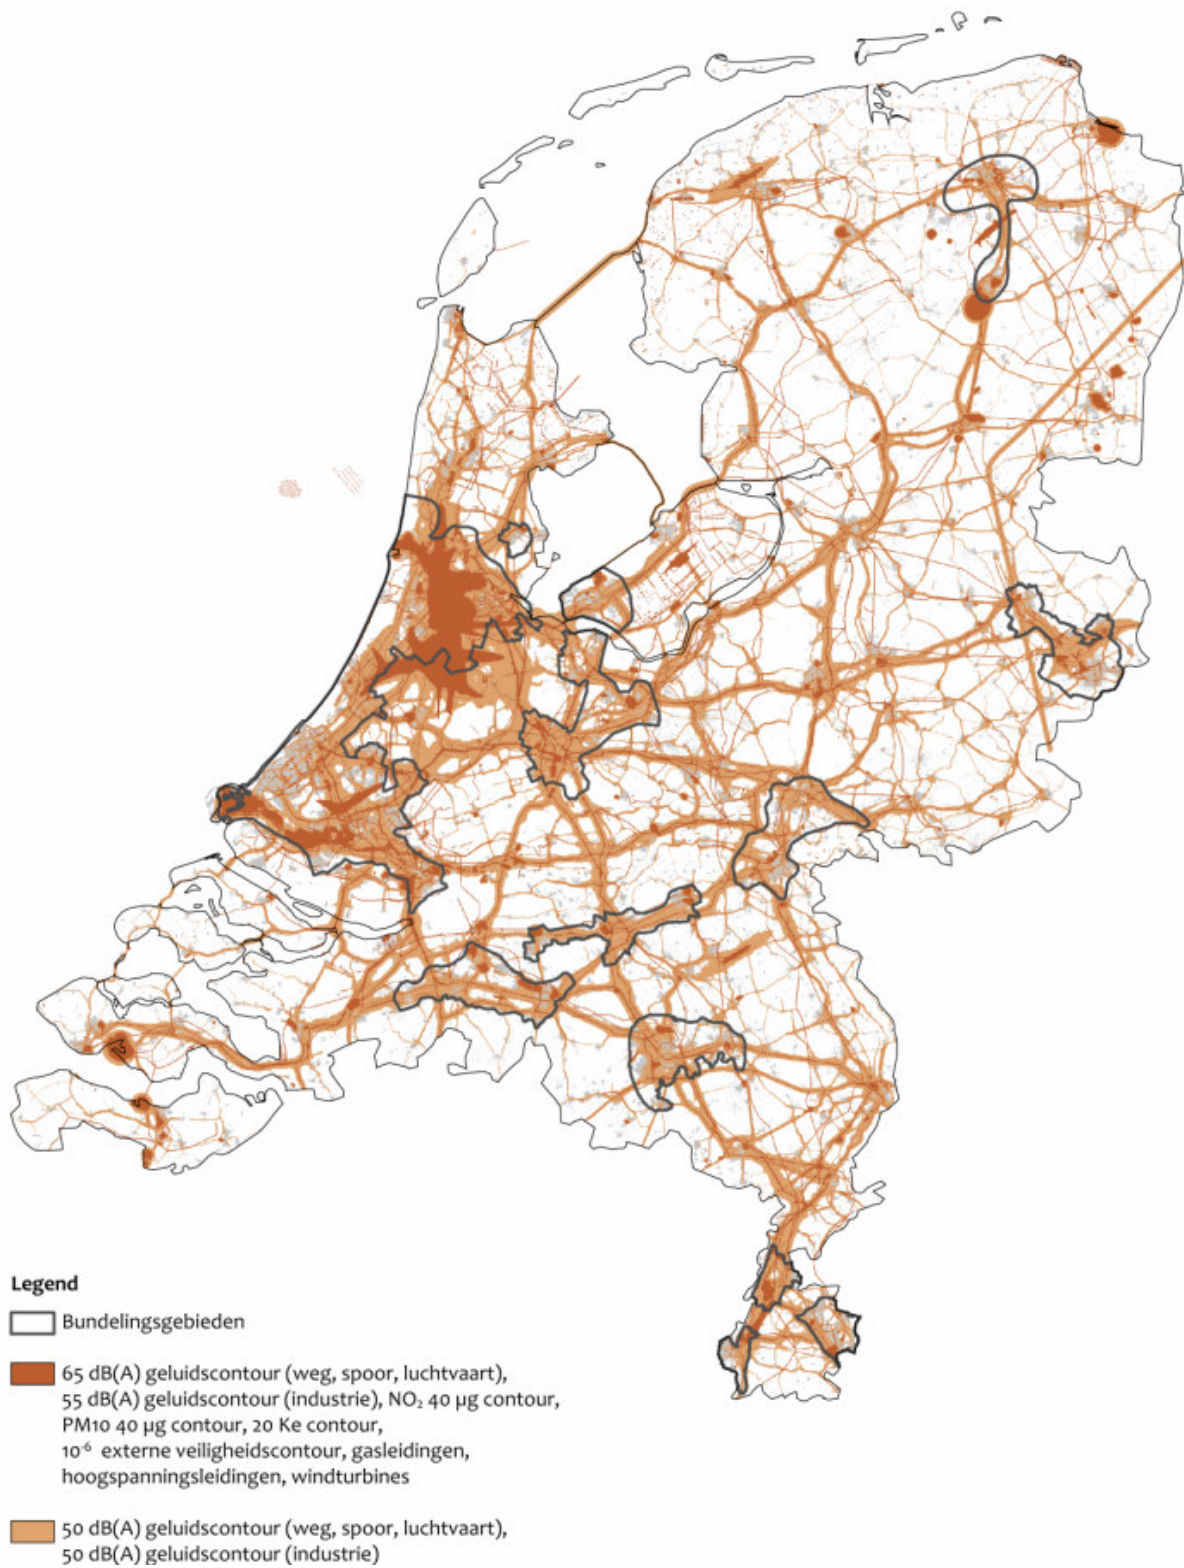 Legend
Bundelingsgebieden
65 dB(A) geluidscontour (weg, spoor, luchtvaart),
55 dB(A) geluidscontour (industrie), NO₂ 40 µg contour,
PM10 40 µg contour, 20 Ke contour,
10⁻⁶ externe veiligheidscontour, gasleidingen,
hoogspanningsleidingen, windturbines
50 dB(A) geluidscontour (weg, spoor, luchtvaart),
50 dB(A) geluidscontour (industrie)